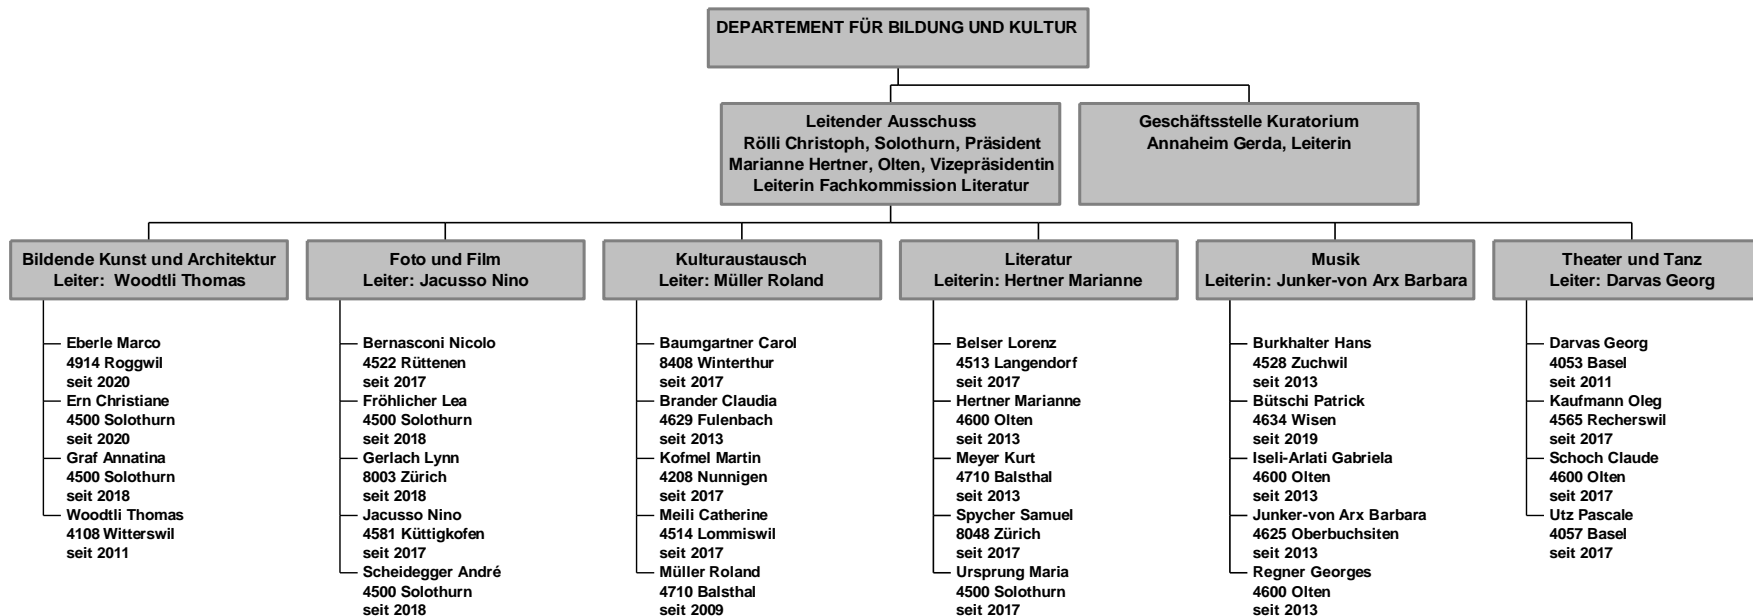 DEPARTEMENT FÜR BILDUNG UND KULTUR
Leitender Ausschuss
Rölli Christoph, Solothurn, Präsident
Marianne Hertner, Olten, Vizepräsidentin
Leiterin Fachkommission Literatur
Geschäftsstelle Kuratorium
Annaheim Gerda, Leiterin
Bildende Kunst und Architektur
Leiter: Woodtli Thomas
Eberle Marco
4914 Roggwil
seit 2020
Ern Christiane
4500 Solothurn
seit 2020
Graf Annatina
4500 Solothurn
seit 2018
Woodtli Thomas
4108 Witterswil
seit 2011
Foto und Film
Leiter: Jacusso Nino
Bernasconi Nicolo
4522 Rüttenen
seit 2017
Fröhlicher Lea
4500 Solothurn
seit 2018
Gerlach Lynn
8003 Zürich
seit 2018
Jacusso Nino
4581 Küttigkofen
seit 2017
Scheidegger André
4500 Solothurn
seit 2018
Kulturaustausch
Leiter: Müller Roland
Baumgartner Carol
8408 Winterthur
seit 2017
Brander Claudia
4629 Fulenbach
seit 2013
Kofmel Martin
4208 Nunnigen
seit 2017
Meili Catherine
4514 Lommiswil
seit 2017
Müller Roland
4710 Balsthal
seit 2009
Literatur
Leiterin: Hertner Marianne
Belser Lorenz
4513 Langendorf
seit 2017
Hertner Marianne
4600 Olten
seit 2013
Meyer Kurt
4710 Balsthal
seit 2013
Spycher Samuel
8048 Zürich
seit 2017
Ursprung Maria
4500 Solothurn
seit 2017
Musik
Leiterin: Junker-von Arx Barbara
Burkhalter Hans
4528 Zuchwil
seit 2013
Bütschi Patrick
4634 Wisen
seit 2019
Iseli-Arlati Gabriela
4600 Olten
seit 2013
Junker-von Arx Barbara
4625 Oberbuchsiten
seit 2013
Regner Georges
4600 Olten
seit 2013
Theater und Tanz
Leiter: Darvas Georg
Darvas Georg
4053 Basel
seit 2011
Kaufmann Oleg
4565 Recherswil
seit 2017
Schoch Claude
4600 Olten
seit 2017
Utz Pascale
4057 Basel
seit 2017